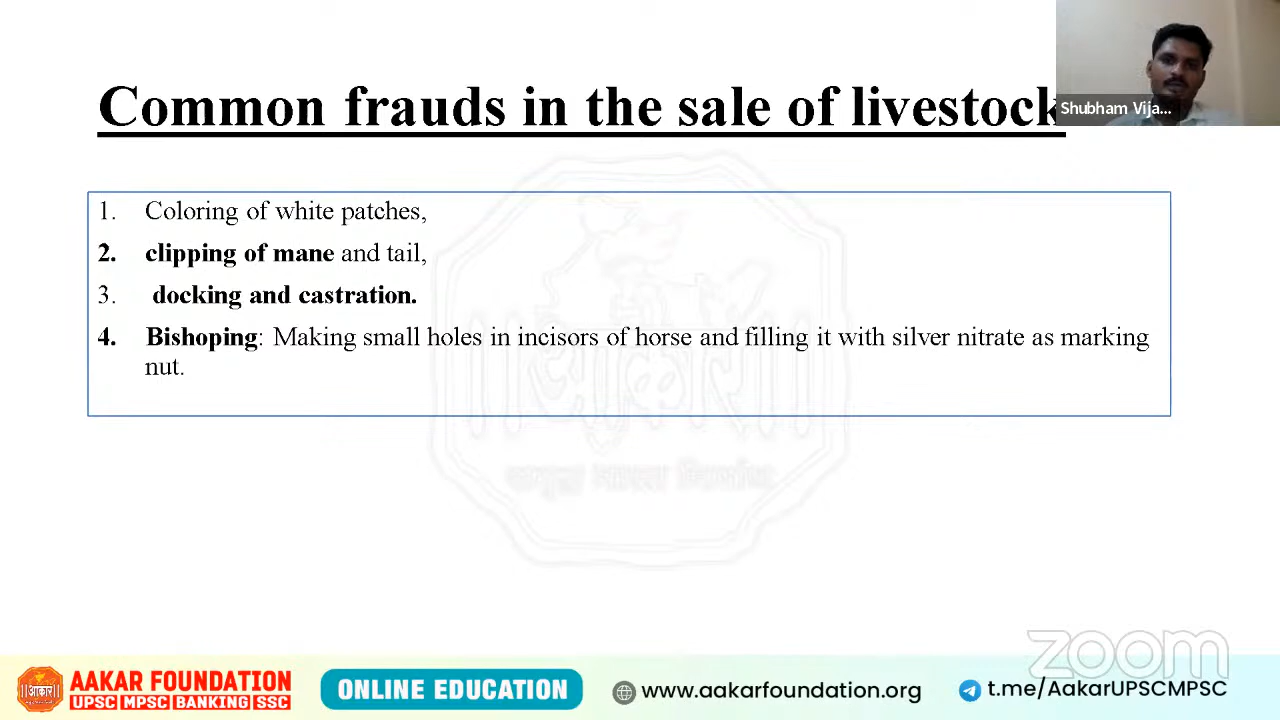 Common frauds in the sale of livestock
Shubham Vija...
1. Coloring of white patches,
2. clipping of mane and tail,
3. docking and castration.
4. Bishoping: Making small holes in incisors of horse and filling it with silver nitrate as marking
nut.
आकार
zoom
आकार
AAKAR FOUNDATION
UPSC MPSC BANKING SSC
ONLINE EDUCATION
www.aakarfoundation.org
t.me/AakarUPSCMPSC